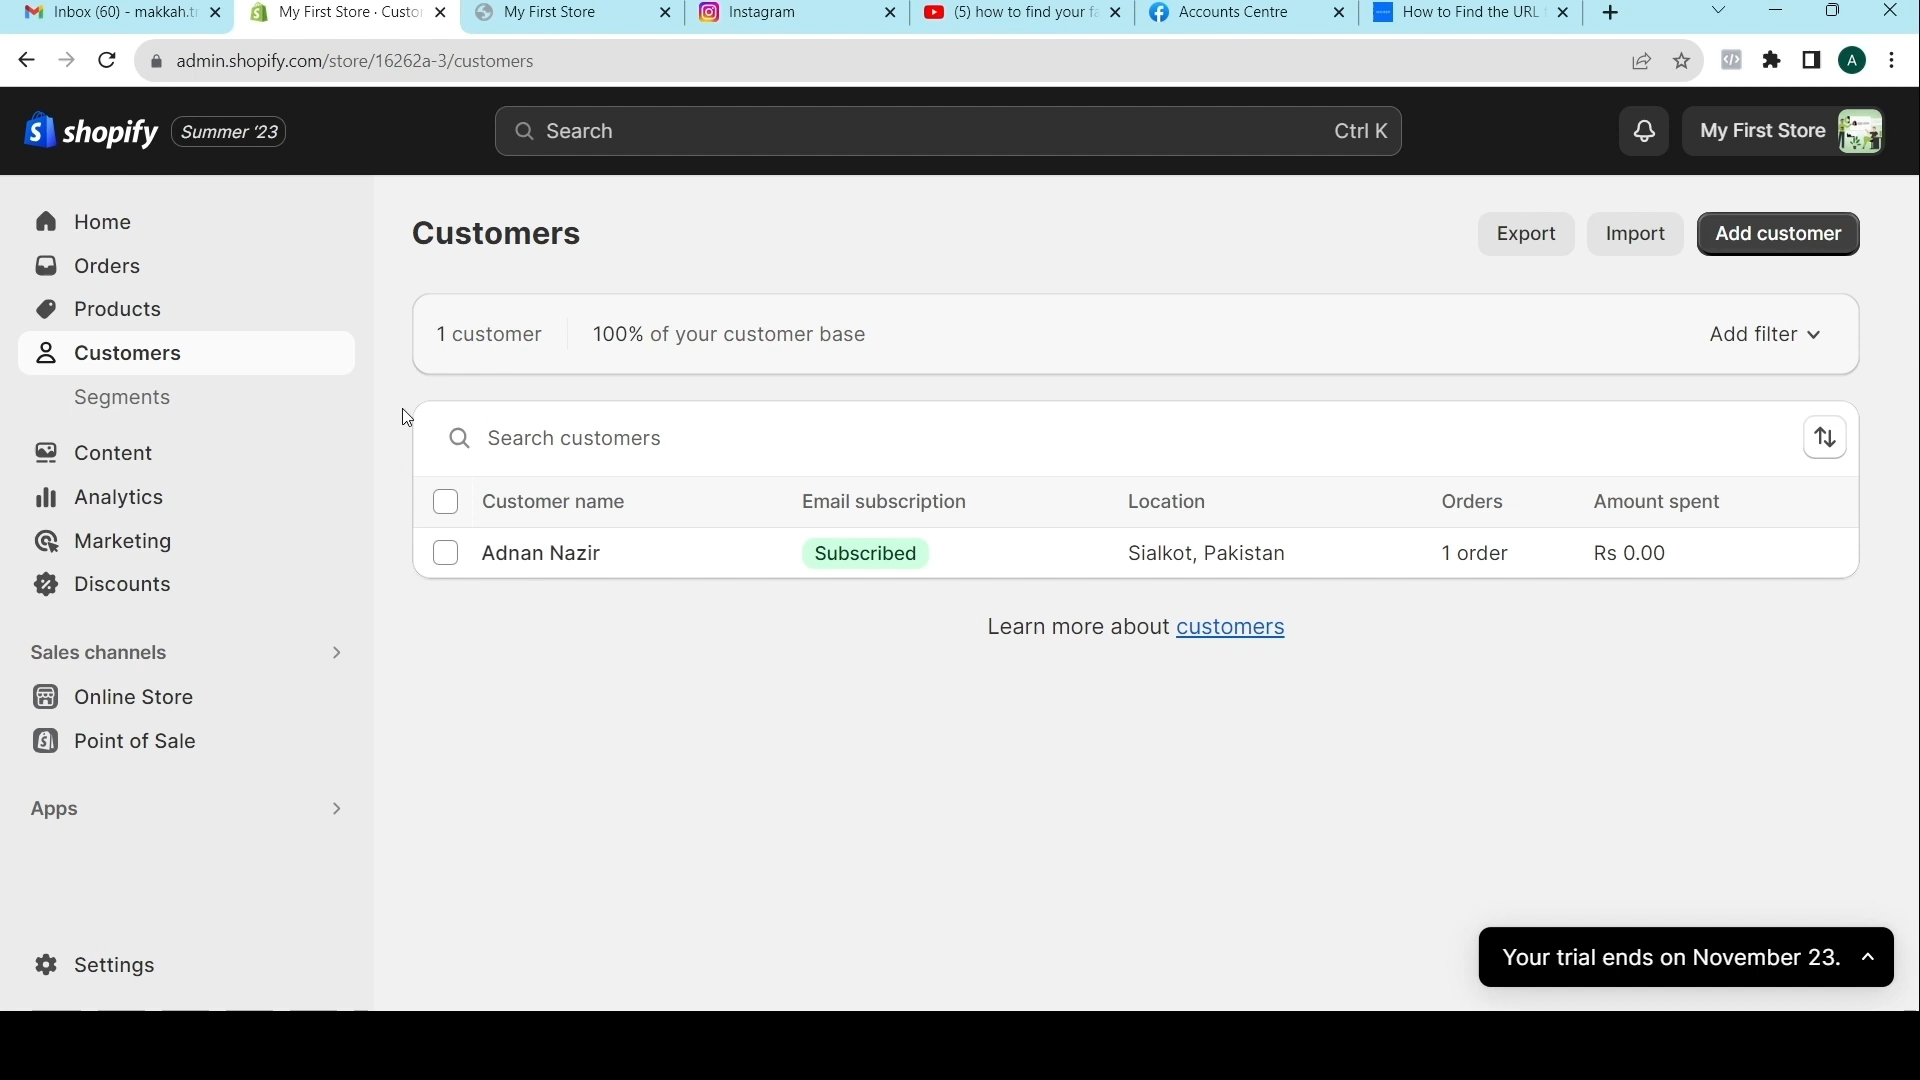 Inbox (60) - makkah.tr
My First Store · Custo
My First Store
Instagram
(5) how to find your fa
Accounts Centre
How to Find the URL
admin.shopify.com/store/16262a-3/customers
A
shopify
Summer '23
Search
Ctrl K
My First Store
Home
Orders
Products
Customers
Segments
Content
Analytics
Marketing
Discounts
Sales channels
Online Store
Point of Sale
Apps
Settings
Customers
Export
Import
Add customer
1 customer
100% of your customer base
Add filter
Search customers
Customer name Email subscription Location Orders Amount spent
Adnan Nazir Subscribed Sialkot, Pakistan 1 order Rs 0.00
Learn more about customers
Your trial ends on November 23.